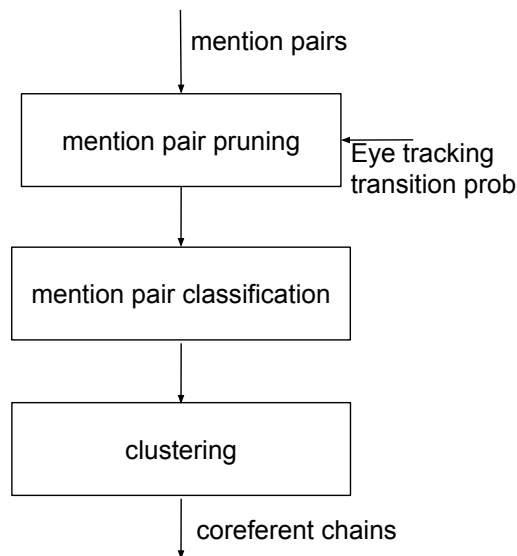 mention pairs
mention pair pruning
Eye tracking
transition prob
mention pair classification
clustering
coreferent chains